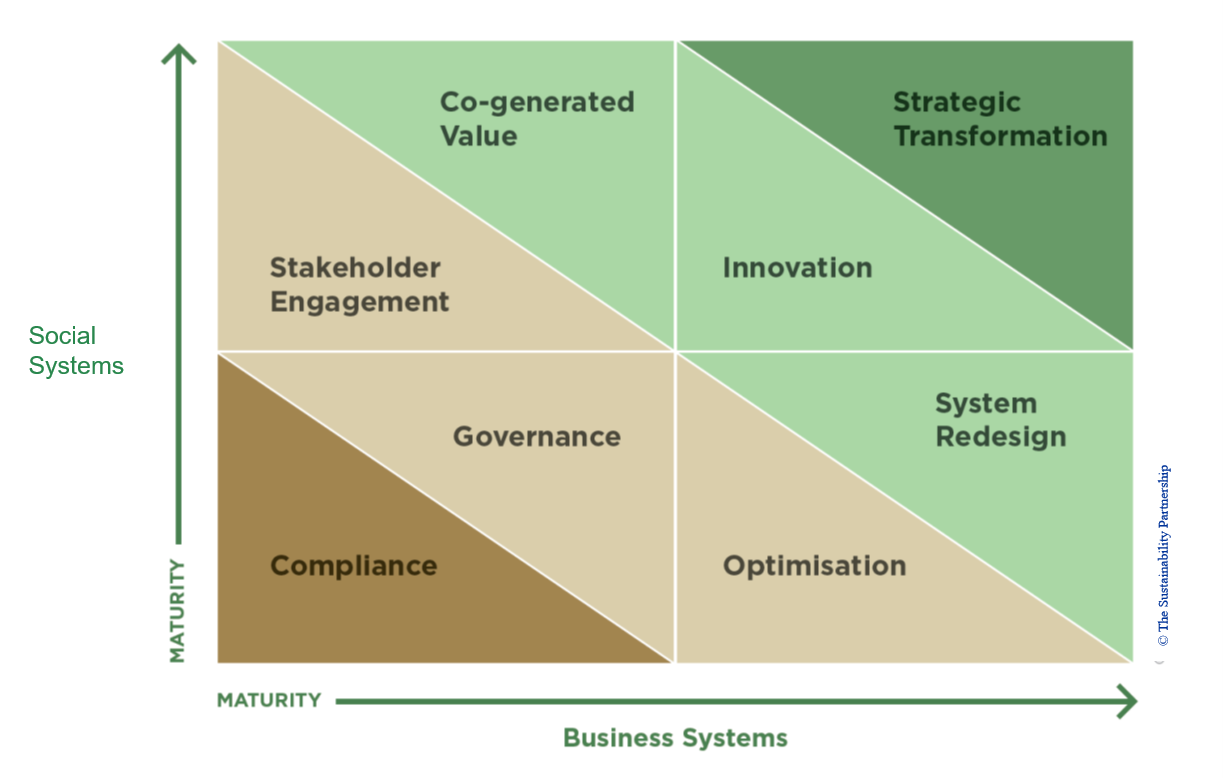 Co-generated
Value
Strategic
Transformation
Stakeholder
Engagement
Innovation
Social
Systems
System
Redesign
Governance
Compliance
Optimisation
© The Sustainability Partnership
MATURITY
MATURITY
Business Systems